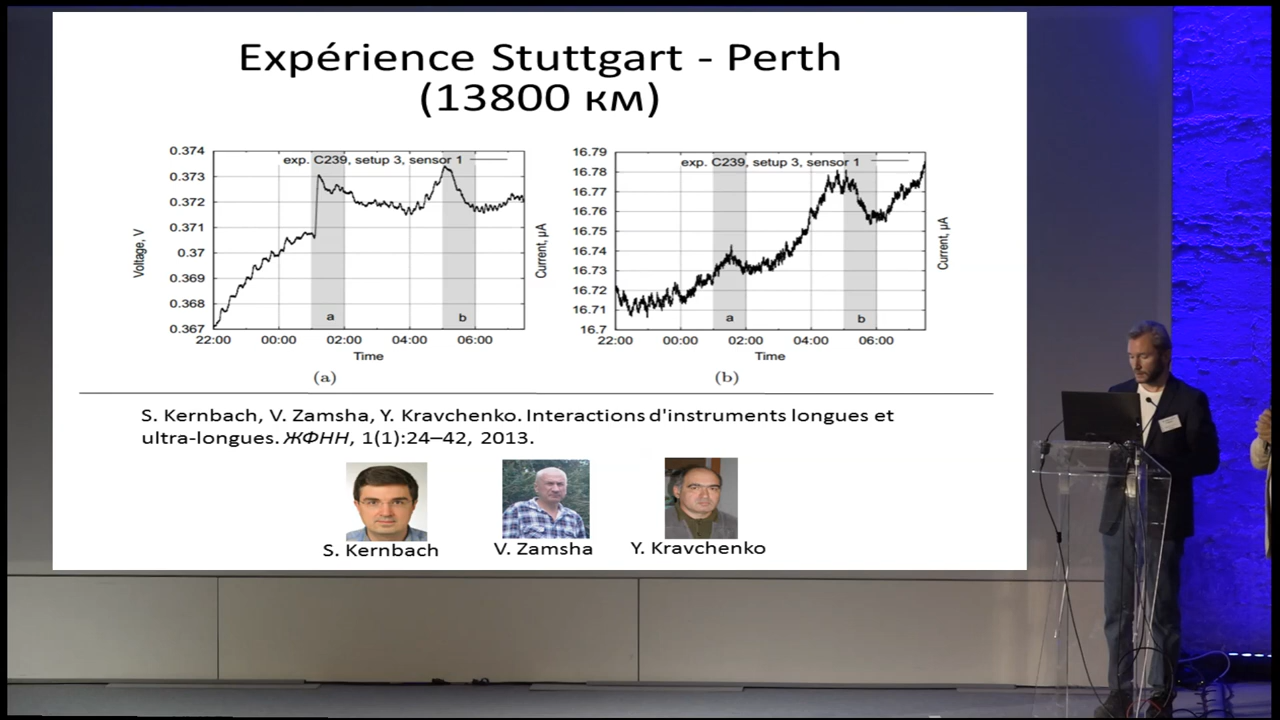 Expérience Stuttgart - Perth
(13800 км)
0.374
0.373
0.372
0.371
0.37
0.369
0.368
0.367
Voltage, V
exp. C239, setup 3, sensor 1
a
b
22:00 00:00 02:00 04:00 06:00
Time
Current, μA
(a)
16.79
16.78
16.77
16.76
16.75
16.73
16.72
16.71
16.7
exp. C239, setup 3, sensor 1
a
b
22:00 00:00 02:00 04:00 06:00
Time
Current, μA
(b)
S. Kernbach, V. Zamsha, Y. Kravchenko. Interactions d'instruments longues et
ultra-longues. ЖФНН, 1(1):24–42, 2013.
S. Kernbach
V. Zamsha
Y. Kravchenko